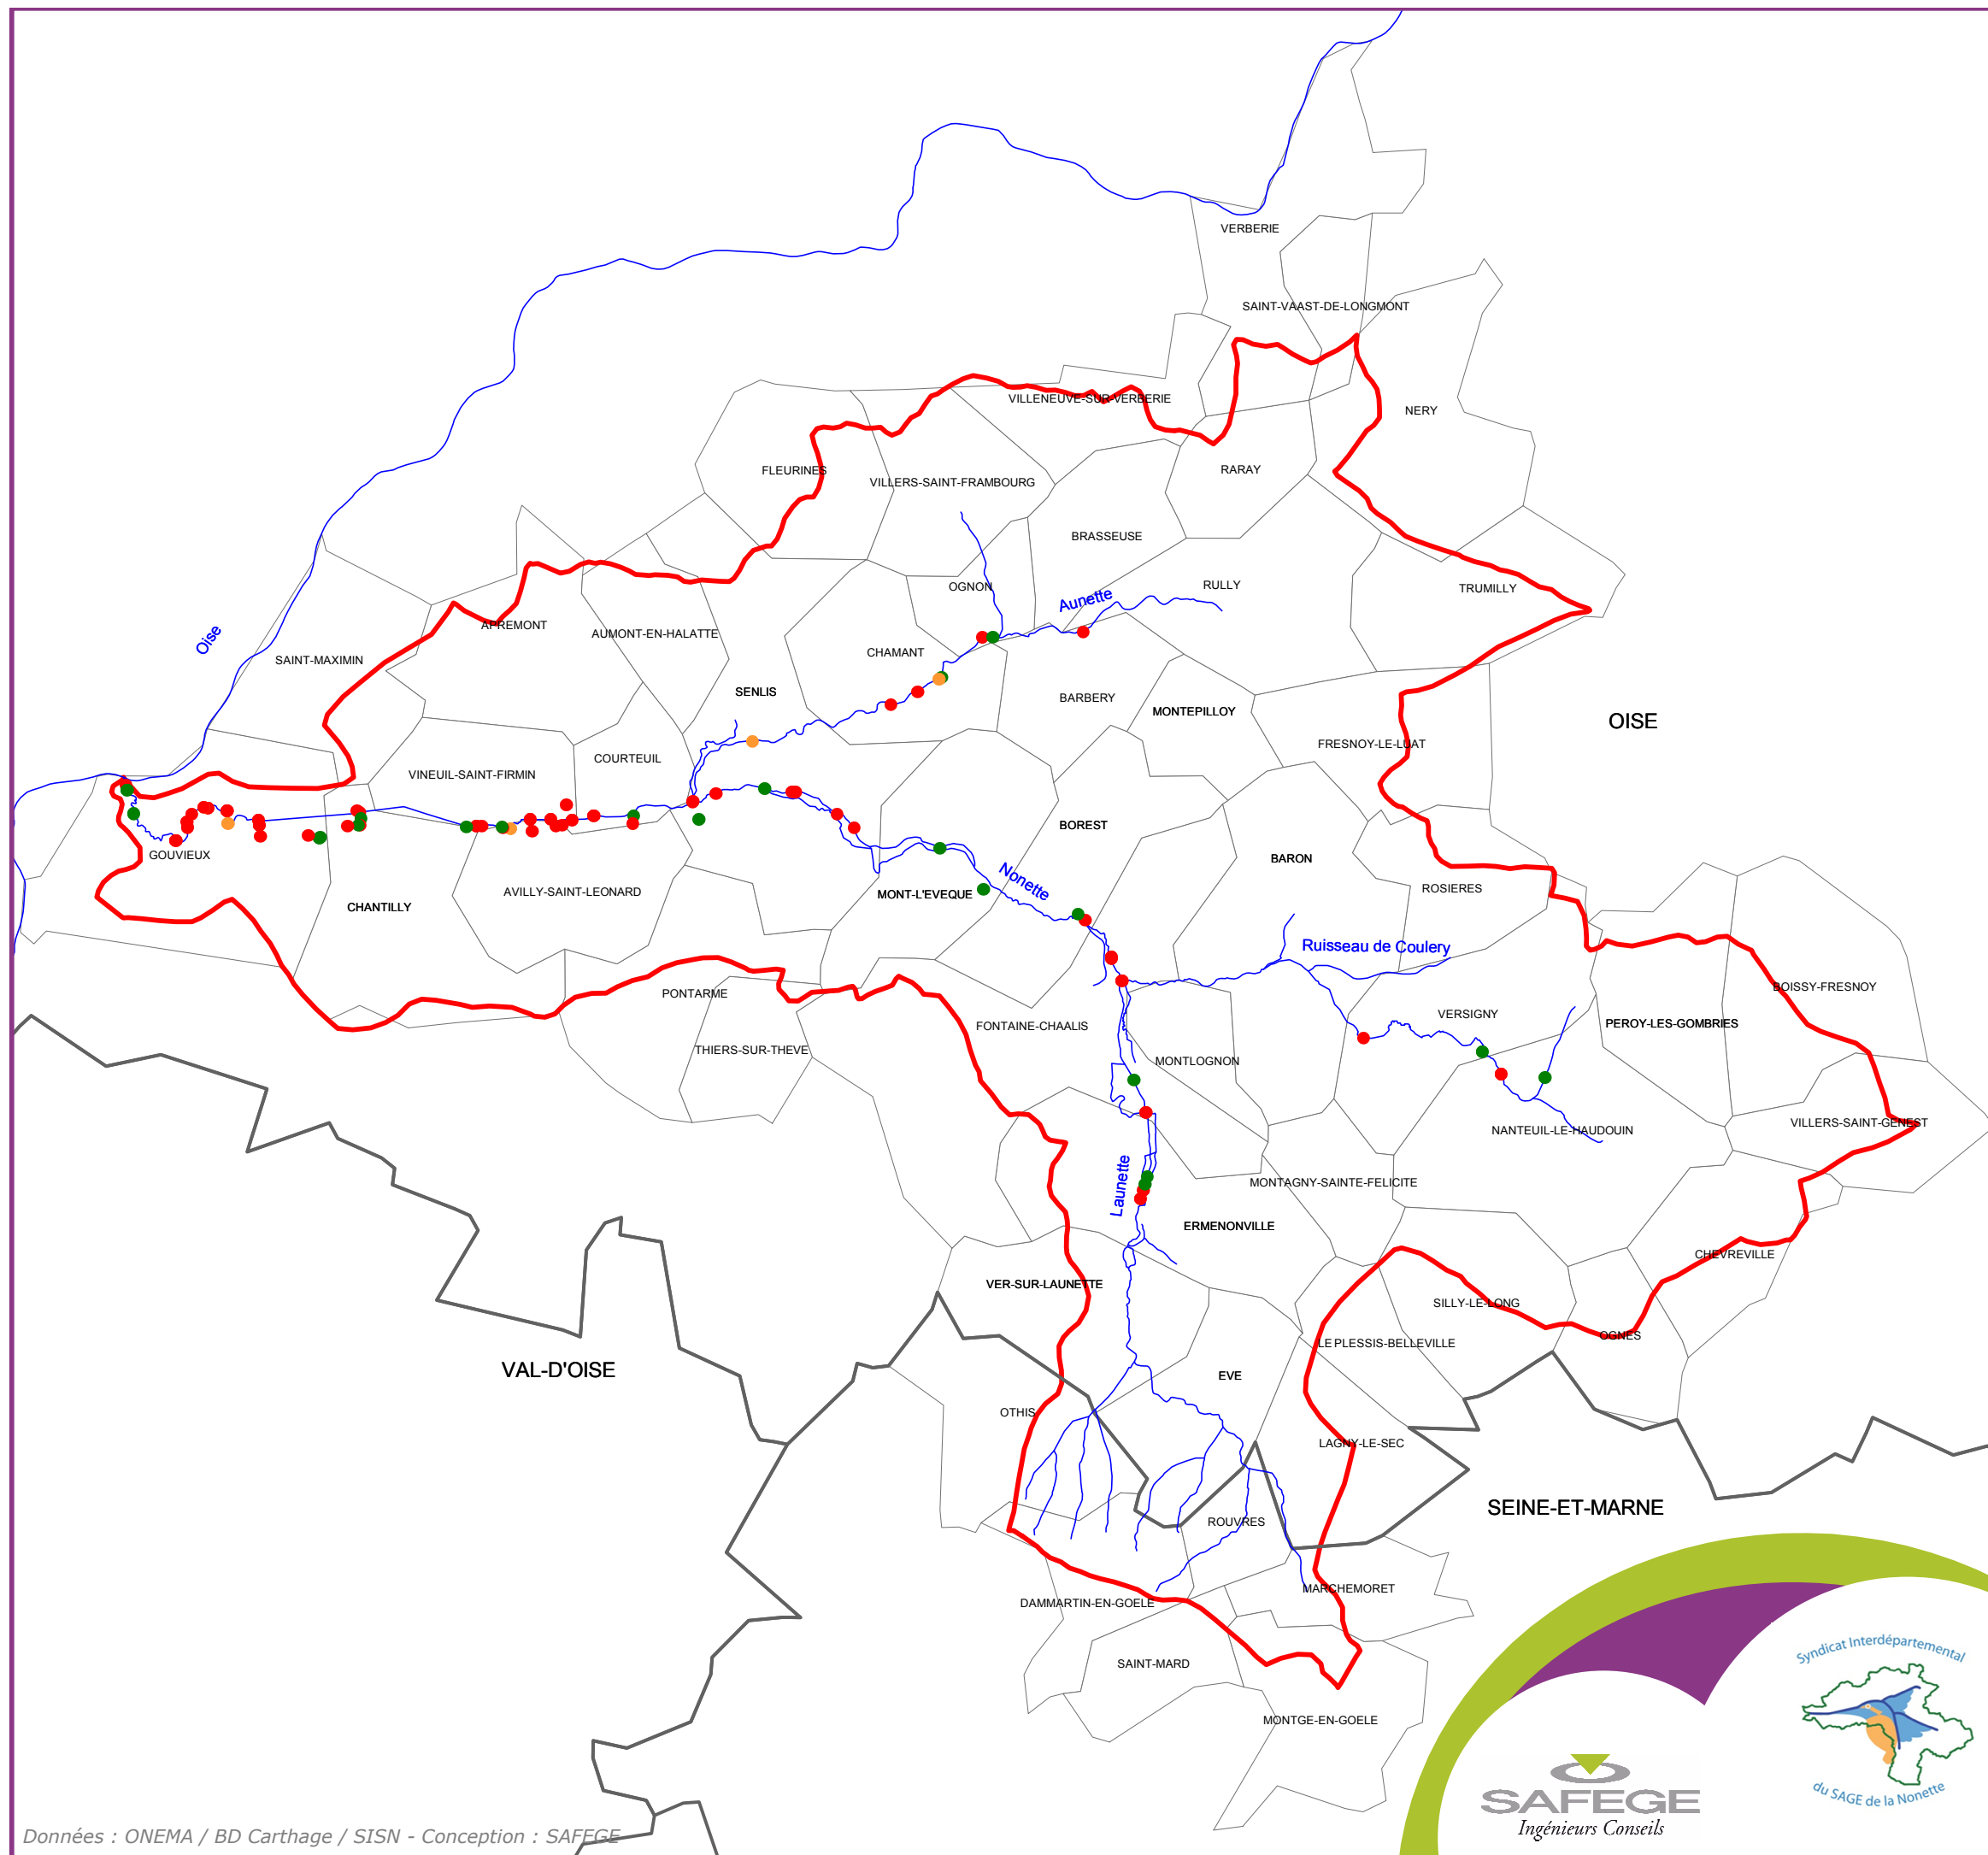 VERBERIE
SAINT-VAAST-DE-LONGMONT
VILLENEUVE-SUR-VERBERIE
NERY
FLEURINES
VILLERS-SAINT-FRAMBOURG
RARAY
BRASSEUSE
OGNON
RULLY
TRUMILLY
Aunette
APREMONT
AUMONT-EN-HALATTE
Oise
SAINT-MAXIMIN
CHAMANT
SENLIS
BARBERY
MONTEPILLOY
OISE
FRESNOY-LE-LUAT
COURTEUIL
VINEUIL-SAINT-FIRMIN
BOREST
GOUVIEUX
BARON
ROSIERES
Nonette
AVILLY-SAINT-LEONARD
MONT-L'EVEQUE
CHANTILLY
Ruisseau de Coulery
BOISSY-FRESNOY
PONTARME
VERSIGNY
PEROY-LES-GOMBRIES
FONTAINE-CHAALIS
THIERS-SUR-THEVE
MONTLOGNON
VILLERS-SAINT-GENEST
NANTEUIL-LE-HAUDOUIN
Launette
MONTAGNY-SAINTE-FELICITE
ERMENONVILLE
CHEVREVILLE
VER-SUR-LAUNETTE
SILLY-LE-LONG
OGNES
LE PLESSIS-BELLEVILLE
VAL-D'OISE
EVE
OTHIS
LAGNY-LE-SEC
SEINE-ET-MARNE
ROUVRES
MARCHEMORET
DAMMARTIN-EN-GOELE
SAINT-MARD
MONTGE-EN-GOELE
Syndicat Interdépartemental
du SAGE de la Nonette
SAFEGE
Ingénieurs Conseils
Données : ONEMA / BD Carthage / SISN - Conception : SAFEGE